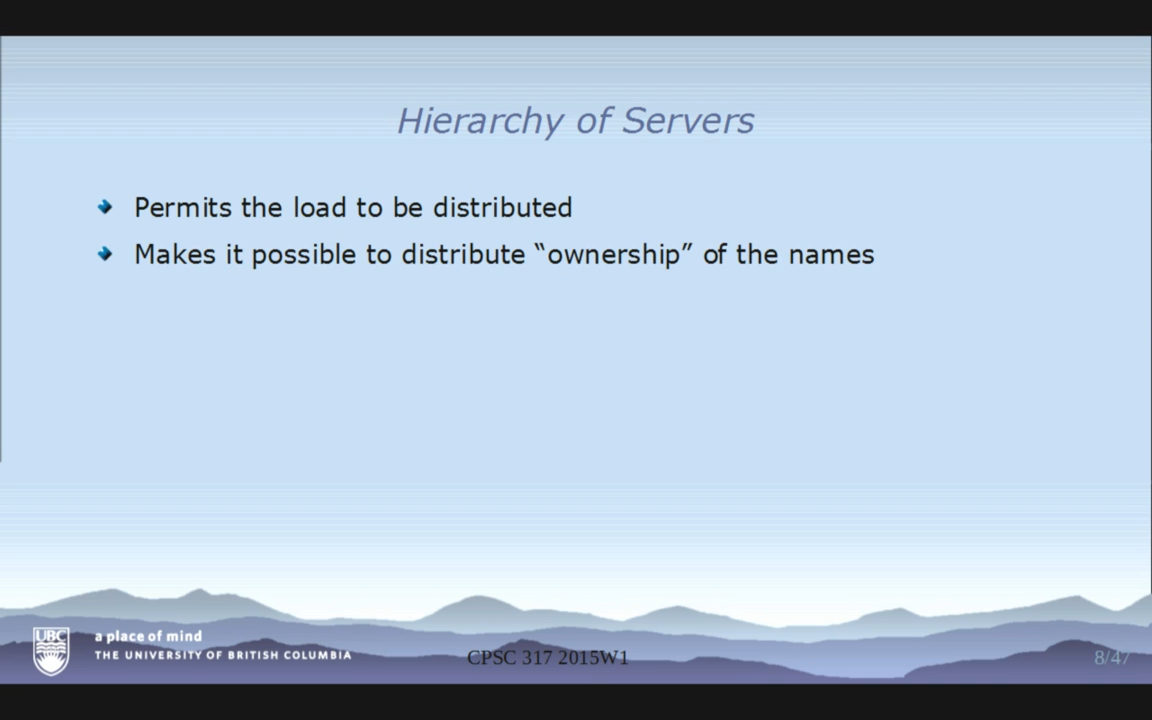 Hierarchy of Servers
Permits the load to be distributed
Makes it possible to distribute “ownership” of the names
UBC
a place of mind
THE UNIVERSITY OF BRITISH COLUMBIA
CPSC 317 2015W1
8/47